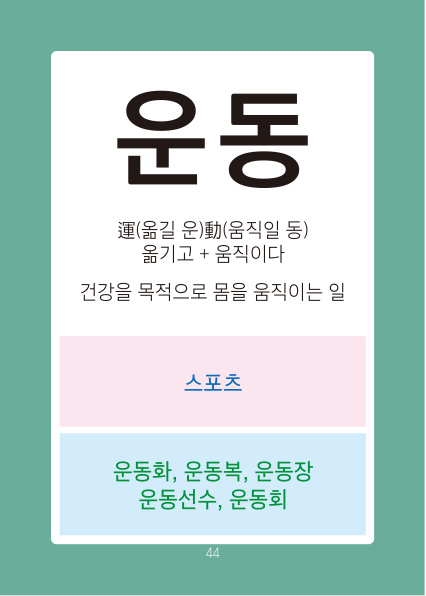 운동
運(옮길 운)動(움직일 동)
옮기고 + 움직이다
건강을 목적으로 몸을 움직이는 일
스포츠
운동화, 운동복, 운동장
운동선수, 운동회
44